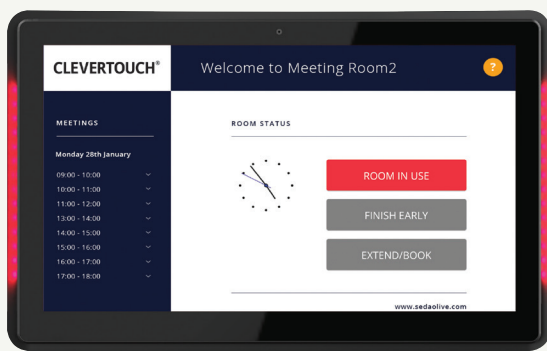 CLEVERTOUCH®
Welcome to Meeting Room2
?
MEETINGS
Monday 28th January
09:00 - 10:00
10:00 - 11:00
11:00 - 12:00
13:00 - 14:00
14:00 - 15:00
15:00 - 16:00
16:00 - 17:00
17:00 - 18:00
ROOM STATUS
ROOM IN USE
FINISH EARLY
EXTEND/BOOK
www.sedaolive.com